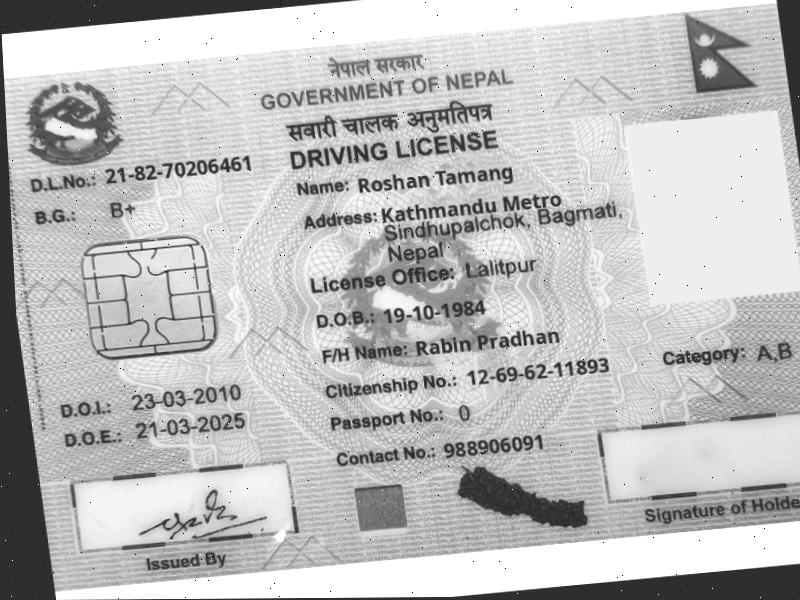 नेपाल सरकार
GOVERNMENT OF NEPAL
सवारी चालक अनुमतिपत्र
DRIVING LICENSE
D.L.No.: 21-82-70206461
B.G.: B+
Name: Roshan Tamang
Address: Kathmandu Metro
Sindhupalchok, Bagmati,
Nepal
License Office: Lalitpur
D.O.B.: 19-10-1984
F/H Name: Rabin Pradhan
Citizenship No.: 12-69-62-11893
Category: A,B
D.O.I.: 23-03-2010
Passport No.: 0
D.O.E.: 21-03-2025
Contact No.: 988906091
Issued By
Signature of Holde